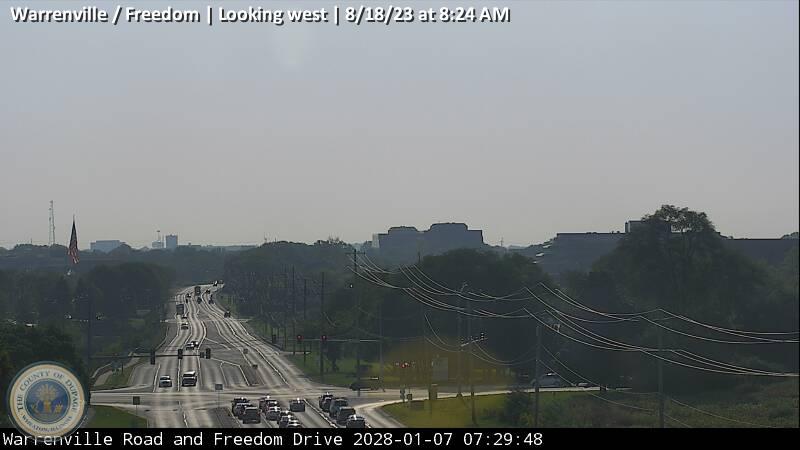 Warrenville / Freedom | Looking west | 8/18/23 at 8:24 AM
THE COUNTY OF DUPAGE
Warrenville Road and Freedom Drive 2028-01-07 07:29:48